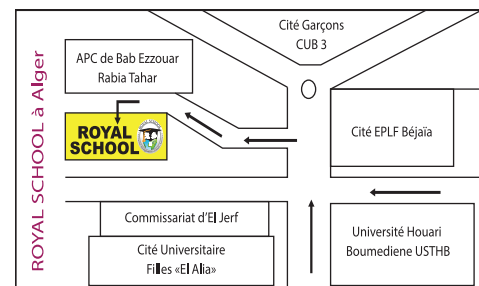 ROYAL SCHOOL à Alger
Cité Garçons
CUB 3
APC de Bab Ezzouar
Rabia Tahar
ROYAL
SCHOOL
Cité EPLF Béjaïa
Commissariat d'El Jerf
Cité Universitaire
Filles «El Alia»
Université Houari
Boumediene USTHB